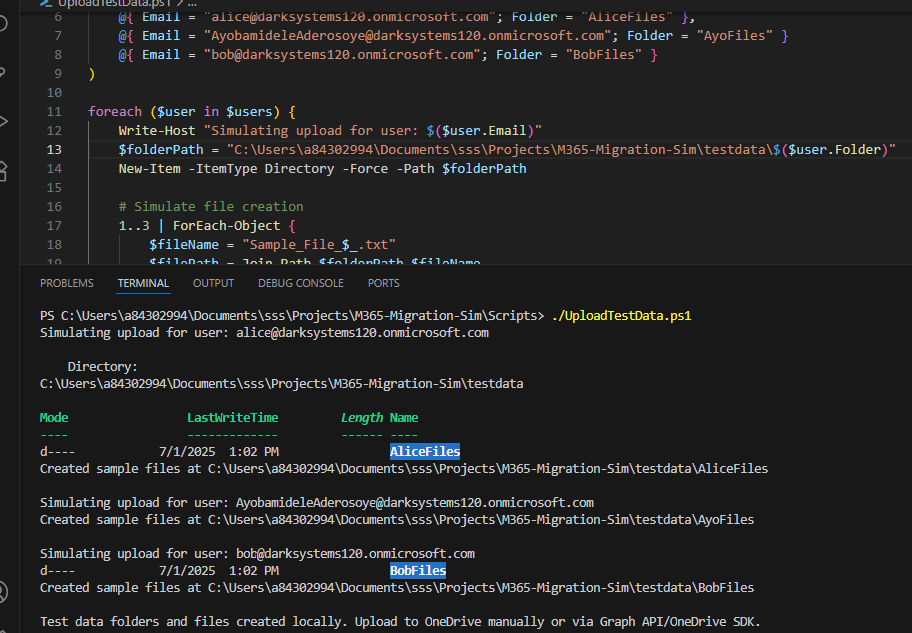 UploadTestData.ps1 > ...
6 @{ Email = "alice@darksystems120.onmicrosoft.com"; Folder = "AliceFiles" },
7 @{ Email = "AyobamideleAderosoye@darksystems120.onmicrosoft.com"; Folder = "AyoFiles" }
8 @{ Email = "bob@darksystems120.onmicrosoft.com"; Folder = "BobFiles" }
9 )
10
11 foreach ($user in $users) {
12 Write-Host "Simulating upload for user: $($user.Email)"
13 $folderPath = "C:\Users\a84302994\Documents\sss\Projects\M365-Migration-Sim\testdata\$($user.Folder)"
14 New-Item -ItemType Directory -Force -Path $folderPath
15
16 # Simulate file creation
17 1..3 | ForEach-Object {
18 $fileName = "Sample_File_$_.txt"
19 $filePath = Join-Path $folderPath $fileName
PROBLEMS TERMINAL OUTPUT DEBUG CONSOLE PORTS
PS C:\Users\a84302994\Documents\sss\Projects\M365-Migration-Sim\Scripts> ./UploadTestData.ps1
Simulating upload for user: alice@darksystems120.onmicrosoft.com
Directory:
C:\Users\a84302994\Documents\sss\Projects\M365-Migration-Sim\testdata
Mode LastWriteTime Length Name
---- ------------- ------ ----
d---- 7/1/2025 1:02 PM AliceFiles
Created sample files at C:\Users\a84302994\Documents\sss\Projects\M365-Migration-Sim\testdata\AliceFiles
Simulating upload for user: AyobamideleAderosoye@darksystems120.onmicrosoft.com
Created sample files at C:\Users\a84302994\Documents\sss\Projects\M365-Migration-Sim\testdata\AyoFiles
Simulating upload for user: bob@darksystems120.onmicrosoft.com
d---- 7/1/2025 1:02 PM BobFiles
Created sample files at C:\Users\a84302994\Documents\sss\Projects\M365-Migration-Sim\testdata\BobFiles
Test data folders and files created locally. Upload to OneDrive manually or via Graph API/OneDrive SDK.